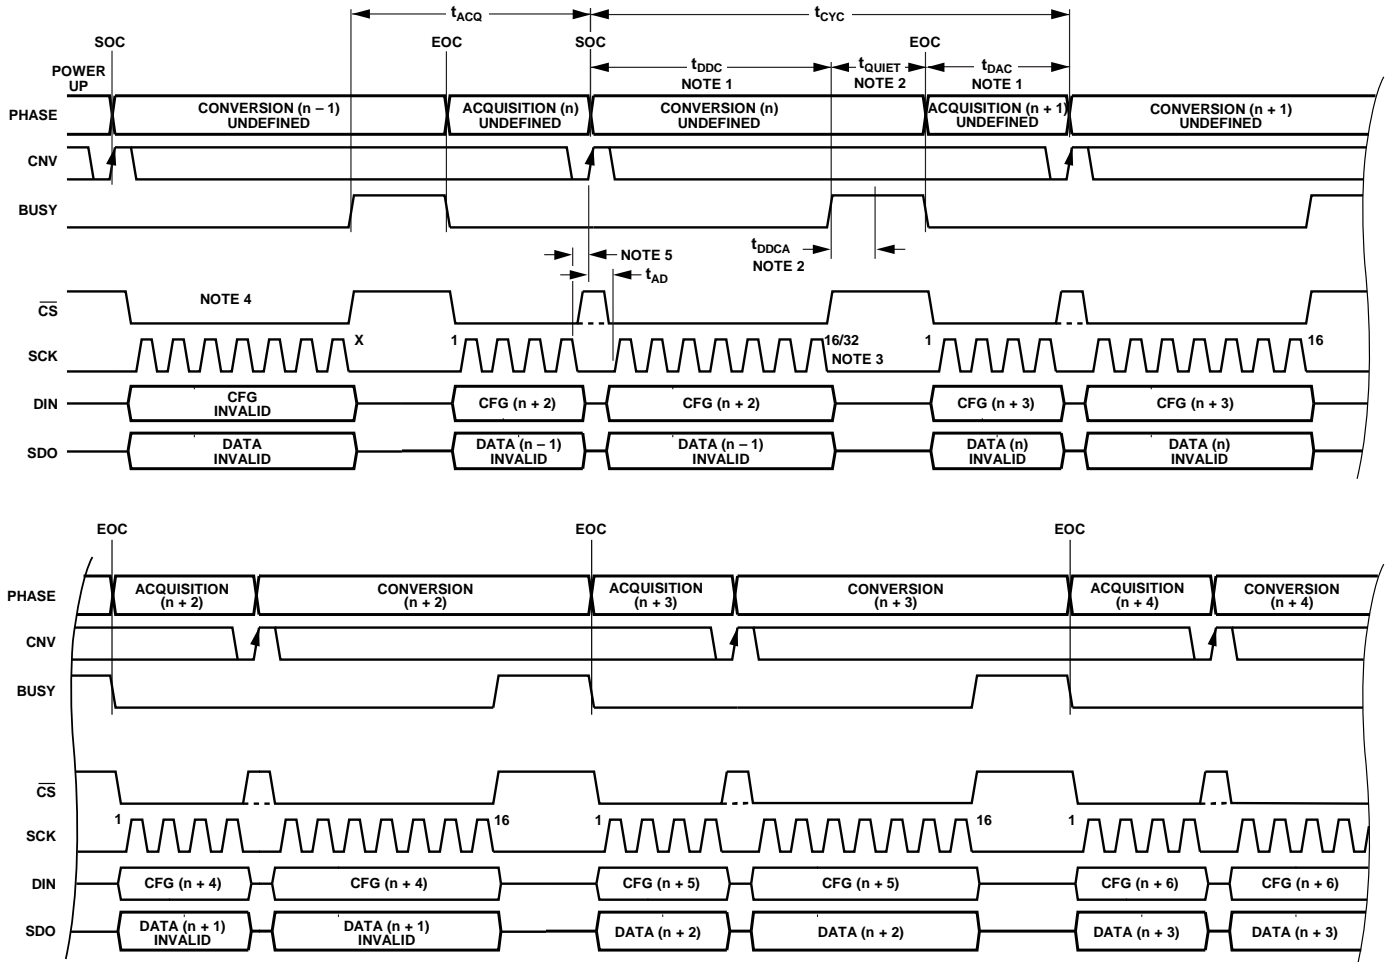 tACQ tCYC
SOC EOC SOC EOC
POWER UP
tDDC NOTE 1
tQUIET NOTE 2
tDAC NOTE 1
PHASE
CONVERSION (n – 1) UNDEFINED
ACQUISITION (n) UNDEFINED
CONVERSION (n) UNDEFINED
ACQUISITION (n + 1) UNDEFINED
CONVERSION (n + 1) UNDEFINED
CNV
BUSY
NOTE 5
tAD
tDDCA NOTE 2
CS
NOTE 4
SCK
X 1 16/32 NOTE 3 1 16
DIN
CFG INVALID
CFG (n + 2)
CFG (n + 2)
CFG (n + 3)
CFG (n + 3)
SDO
DATA INVALID
DATA (n – 1) INVALID
DATA (n – 1) INVALID
DATA (n) INVALID
DATA (n) INVALID
EOC EOC EOC
PHASE
ACQUISITION (n + 2)
CONVERSION (n + 2)
ACQUISITION (n + 3)
CONVERSION (n + 3)
ACQUISITION (n + 4)
CONVERSION (n + 4)
CNV
BUSY
CS
SCK
1 16 1 16 1
DIN
CFG (n + 4)
CFG (n + 4)
CFG (n + 5)
CFG (n + 5)
CFG (n + 6)
CFG (n + 6)
SDO
DATA (n + 1) INVALID
DATA (n + 1) INVALID
DATA (n + 2)
DATA (n + 2)
DATA (n + 3)
DATA (n + 3)